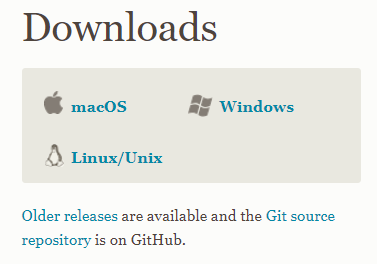 Downloads
macOS Windows
Linux/Unix
Older releases are available and the Git source
repository is on GitHub.